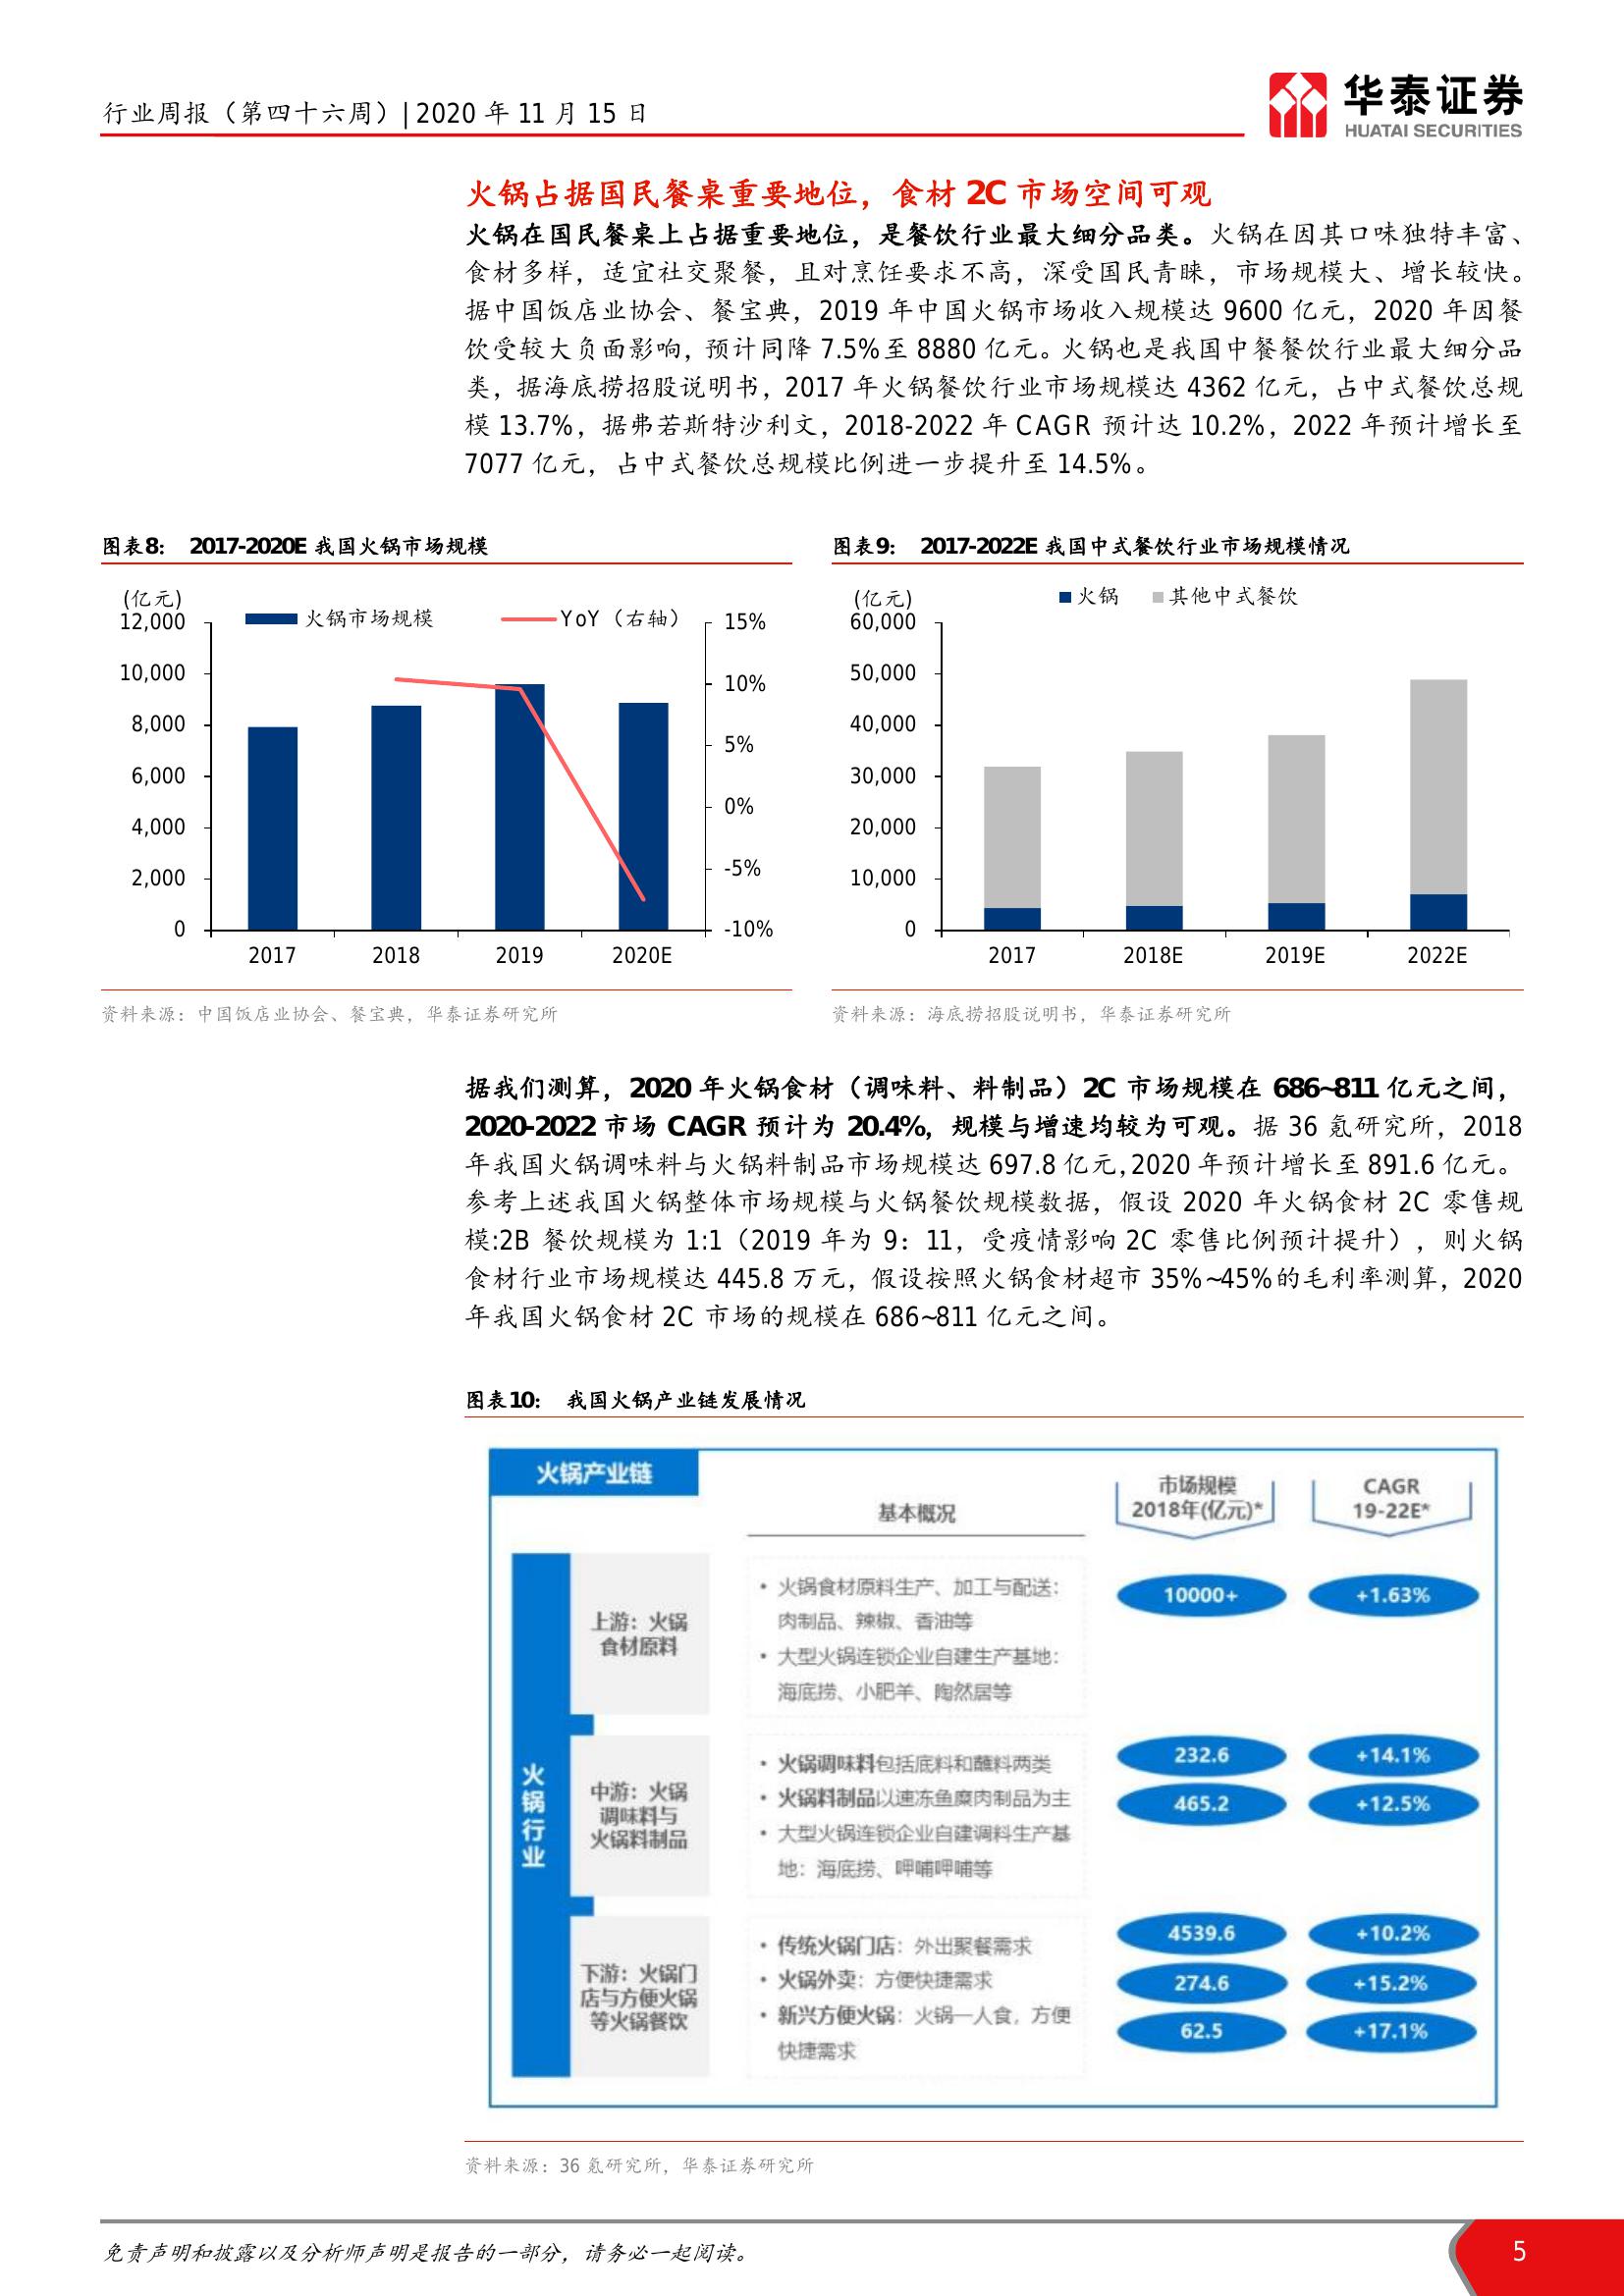 行业周报（第四十六周）| 2020 年 11 月 15 日
华泰证券
HUATAI SECURITIES
火锅占据国民餐桌重要地位，食材 2C 市场空间可观
火锅在国民餐桌上占据重要地位，是餐饮行业最大细分品类。火锅在因其口味独特丰富、
食材多样，适宜社交聚餐，且对烹饪要求不高，深受国民青睐，市场规模大、增长较快。
据中国饭店业协会、餐宝典，2019 年中国火锅市场收入规模达 9600 亿元，2020 年因餐
饮受较大负面影响，预计同降 7.5%至 8880 亿元。火锅也是我国中餐餐饮行业最大细分品
类，据海底捞招股说明书，2017 年火锅餐饮行业市场规模达 4362 亿元，占中式餐饮总规
模 13.7%，据弗若斯特沙利文，2018-2022 年 CAGR 预计达 10.2%，2022 年预计增长至
7077 亿元，占中式餐饮总规模比例进一步提升至 14.5%。
图表8： 2017-2020E 我国火锅市场规模
(亿元)
火锅市场规模 YoY（右轴）
12,000 15%
10,000 10%
8,000
5%
6,000
0%
4,000
-5%
2,000
0 -10%
2017 2018 2019 2020E
资料来源：中国饭店业协会、餐宝典，华泰证券研究所
图表9： 2017-2022E 我国中式餐饮行业市场规模情况
(亿元)
火锅 其他中式餐饮
60,000
50,000
40,000
30,000
20,000
10,000
0
2017 2018E 2019E 2022E
资料来源：海底捞招股说明书，华泰证券研究所
据我们测算，2020 年火锅食材（调味料、料制品）2C 市场规模在 686~811 亿元之间，
2020-2022 市场 CAGR 预计为 20.4%，规模与增速均较为可观。据 36 氪研究所，2018
年我国火锅调味料与火锅料制品市场规模达 697.8 亿元,2020 年预计增长至 891.6 亿元。
参考上述我国火锅整体市场规模与火锅餐饮规模数据，假设 2020 年火锅食材 2C 零售规
模:2B 餐饮规模为 1:1（2019 年为 9：11，受疫情影响 2C 零售比例预计提升），则火锅
食材行业市场规模达 445.8 万元，假设按照火锅食材超市 35%~45%的毛利率测算，2020
年我国火锅食材 2C 市场的规模在 686~811 亿元之间。
图表10： 我国火锅产业链发展情况
火锅产业链
基本概况
市场规模
2018年(亿元)*
CAGR
19-22E*
火锅行业
上游：火锅
食材原料
• 火锅食材原料生产、加工与配送：
肉制品、辣椒、香油等
• 大型火锅连锁企业自建生产基地：
海底捞、小肥羊、陶然居等
10000+ +1.63%
中游：火锅
调味料与
火锅料制品
• 火锅调味料包括底料和蘸料两类
• 火锅料制品以速冻鱼糜肉制品为主
• 大型火锅连锁企业自建调料生产基
地：海底捞、呷哺呷哺等
232.6 +14.1%
465.2 +12.5%
下游：火锅门
店与方便火锅
等火锅餐饮
• 传统火锅门店：外出聚餐需求
• 火锅外卖：方便快捷需求
• 新兴方便火锅：火锅一人食，方便
快捷需求
4539.6 +10.2%
274.6 +15.2%
62.5 +17.1%
资料来源：36 氪研究所，华泰证券研究所
免责声明和披露以及分析师声明是报告的一部分，请务必一起阅读。
5